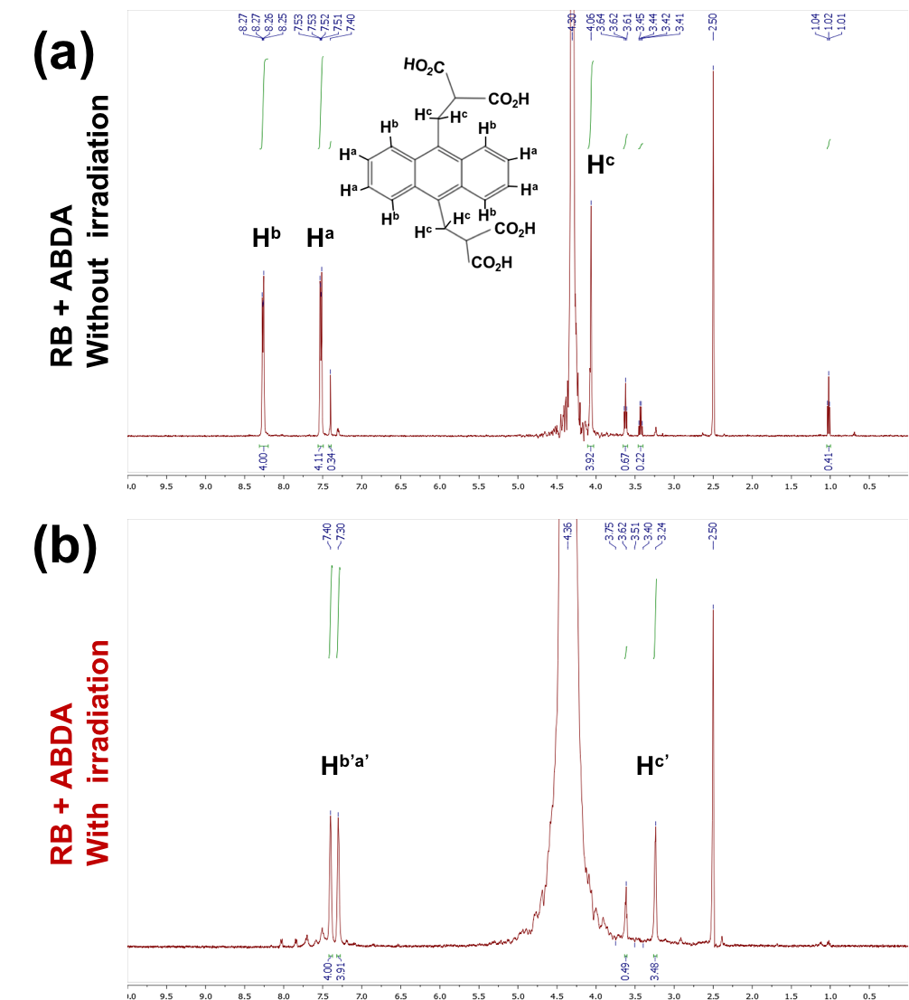 (a)
RB + ABDA
Without irradiation
8.27
8.27
8.26
8.25
7.53
7.53
7.52
7.51
7.40
4.30
4.06
3.64
3.62
3.61
3.45
3.44
3.42
3.41
2.50
1.04
1.02
1.01
HO₂C
CO₂H
Hᶜ Hᶜ
Hᵇ Hᵇ
Hᵃ Hᵃ
Hᵃ Hᵃ
Hᵇ Hᵇ
Hᶜ Hᶜ
CO₂H
CO₂H
Hᵇ Hᵃ Hᶜ
4.00 4.11 0.34 3.92 0.67 0.22 0.41
.0 9.5 9.0 8.5 8.0 7.5 7.0 6.5 6.0 5.5 5.0 4.5 4.0 3.5 3.0 2.5 2.0 1.5 1.0 0.5
(b)
RB + ABDA
With irradiation
7.40
7.30
4.36
3.75
3.62
3.51
3.40
3.24
2.50
Hᵇ’ᵃ’ Hᶜ’
4.00 3.91 0.49 3.48
.0 9.5 9.0 8.5 8.0 7.5 7.0 6.5 6.0 5.5 5.0 4.5 4.0 3.5 3.0 2.5 2.0 1.5 1.0 0.5